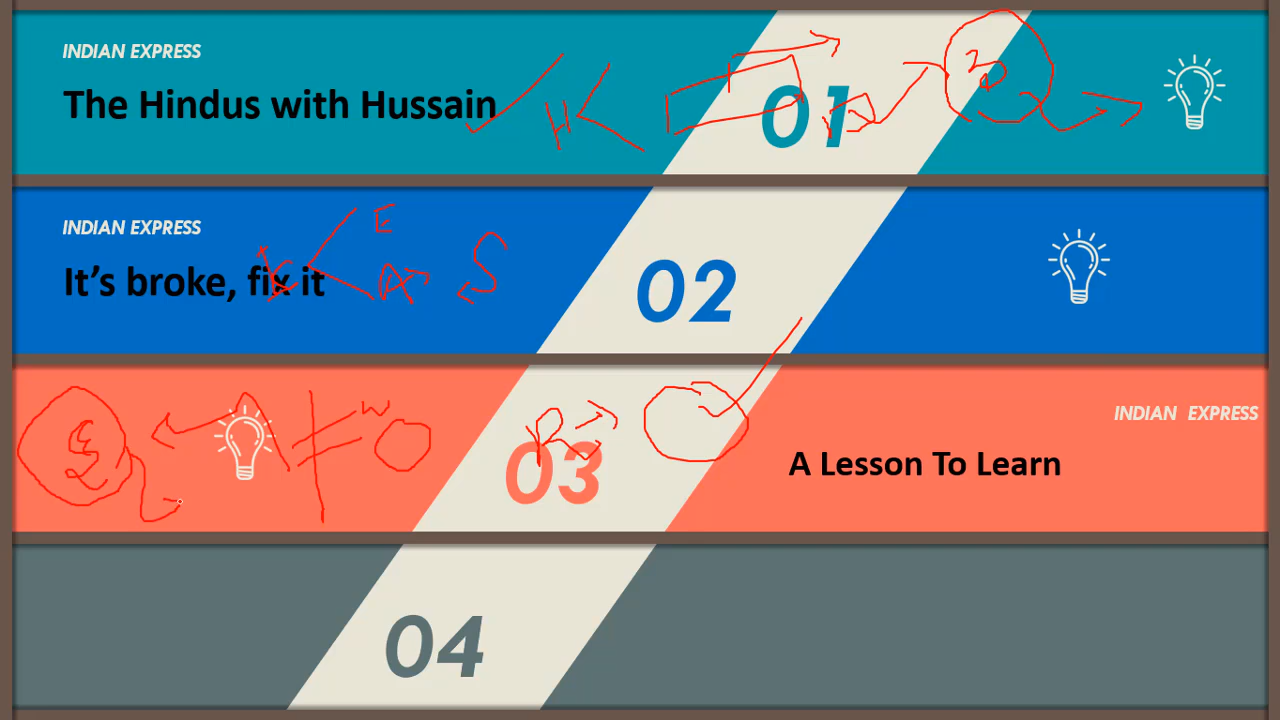 INDIAN EXPRESS
The Hindus with Hussain
01
INDIAN EXPRESS
It's broke, fix it
02
INDIAN EXPRESS
03
A Lesson To Learn
04